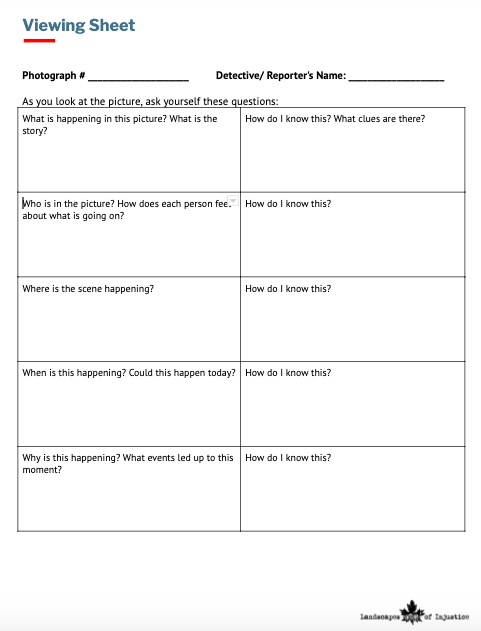 Viewing Sheet
Photograph # ____________________ Detective/ Reporter's Name: ___________________
As you look at the picture, ask yourself these questions:
What is happening in this picture? What is the
story?
How do I know this? What clues are there?
Who is in the picture? How does each person
about what is going on?
How do I know this?
Where is the scene happening?
How do I know this?
When is this happening? Could this happen today?
How do I know this?
Why is this happening? What events led up to this
moment?
How do I know this?
Landscapes of Injustice